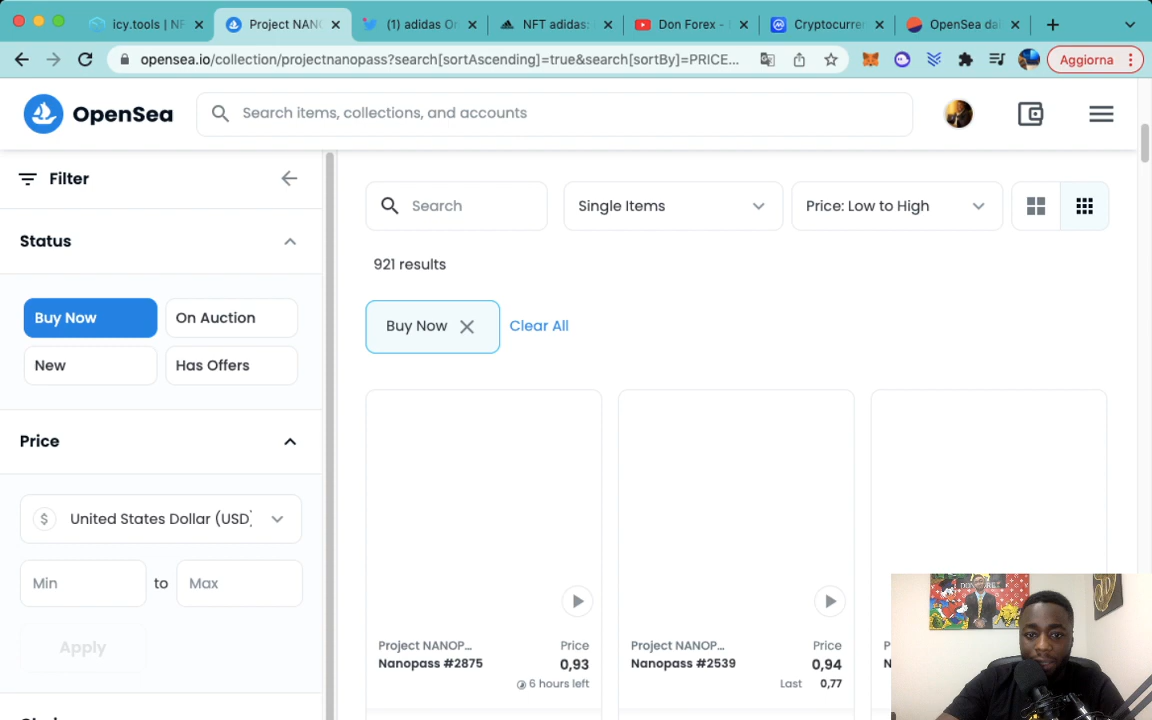 icy.tools | NF
Project NAN
(1) adidas Or
NFT adidas:
Don Forex -
Cryptocurre
OpenSea da
opensea.io/collection/projectnanopass?search[sortAscending]=true&search[sortBy]=PRICE...
Aggiorna
OpenSea
Search items, collections, and accounts
Filter
Search
Single Items
Price: Low to High
Status
921 results
Buy Now
On Auction
Buy Now
Clear All
New
Has Offers
Price
$ United States Dollar (USD)
Min
to
Max
Apply
Project NANOP...
Price
Nanopass #2875
0,93
6 hours left
Project NANOP...
Price
Nanopass #2539
0,94
Last
0,77